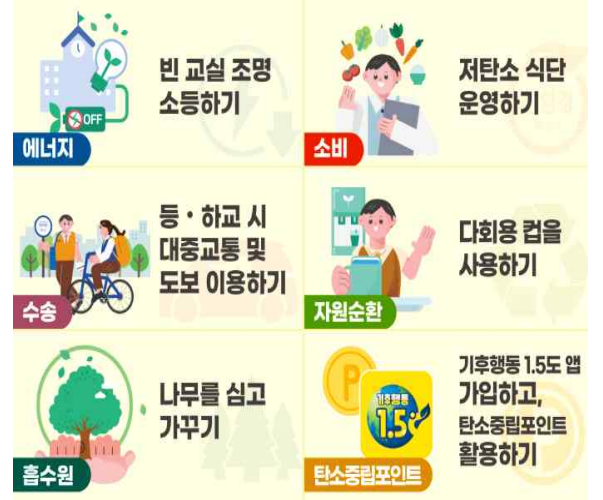 빈 교실 조명
소등하기
OFF
에너지
저탄소 식단
운영하기
소비
등·하교 시
대중교통 및
도보 이용하기
수송
다회용 컵을
사용하기
자원순환
나무를 심고
가꾸기
흡수원
기후행동 1.5도 앱
가입하고,
탄소중립포인트
활용하기
P
기후행동
1.5
탄소중립포인트